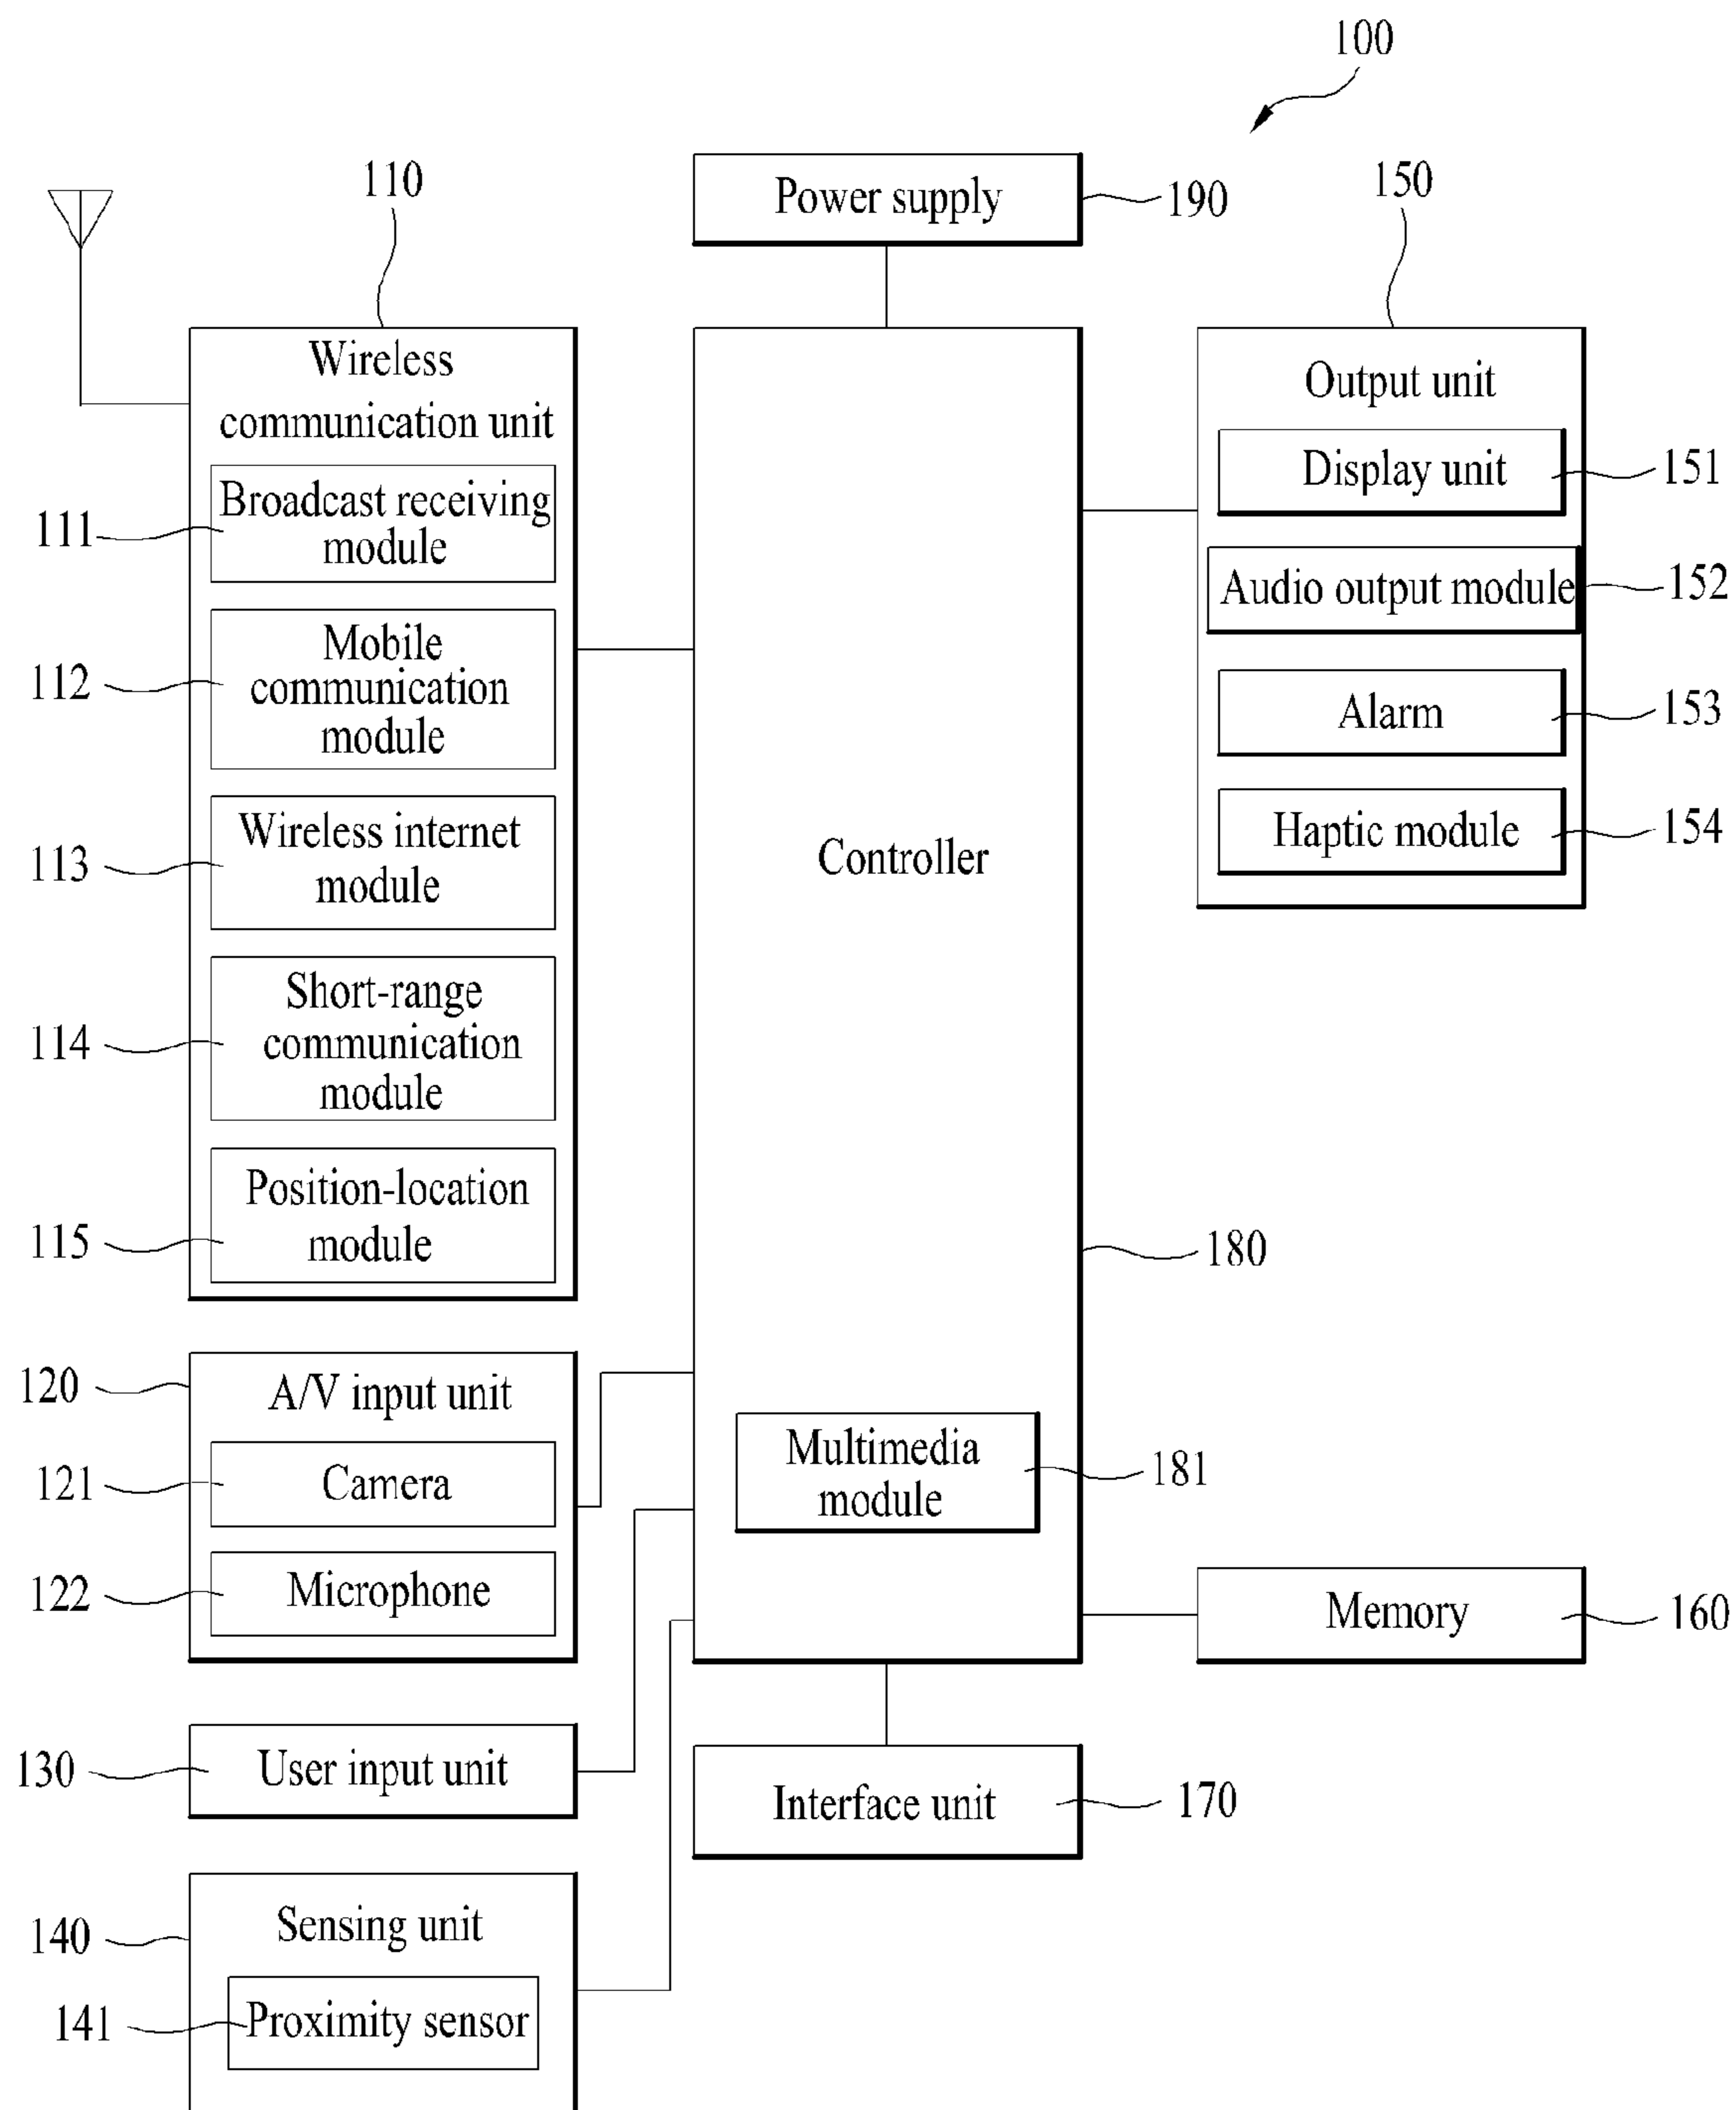 100
110
Power supply
190
150
Wireless
communication unit
Output unit
Display unit
151
Broadcast receiving
module
111
Audio output module
152
Mobile
communication
module
112
Alarm
153
Wireless internet
module
113
Controller
Haptic module
154
Short-range
communication
module
114
Position-location
module
115
180
120
A/V input unit
Camera
121
Multimedia
module
181
Microphone
122
Memory
160
130
User input unit
Interface unit
170
140
Sensing unit
141
Proximity sensor